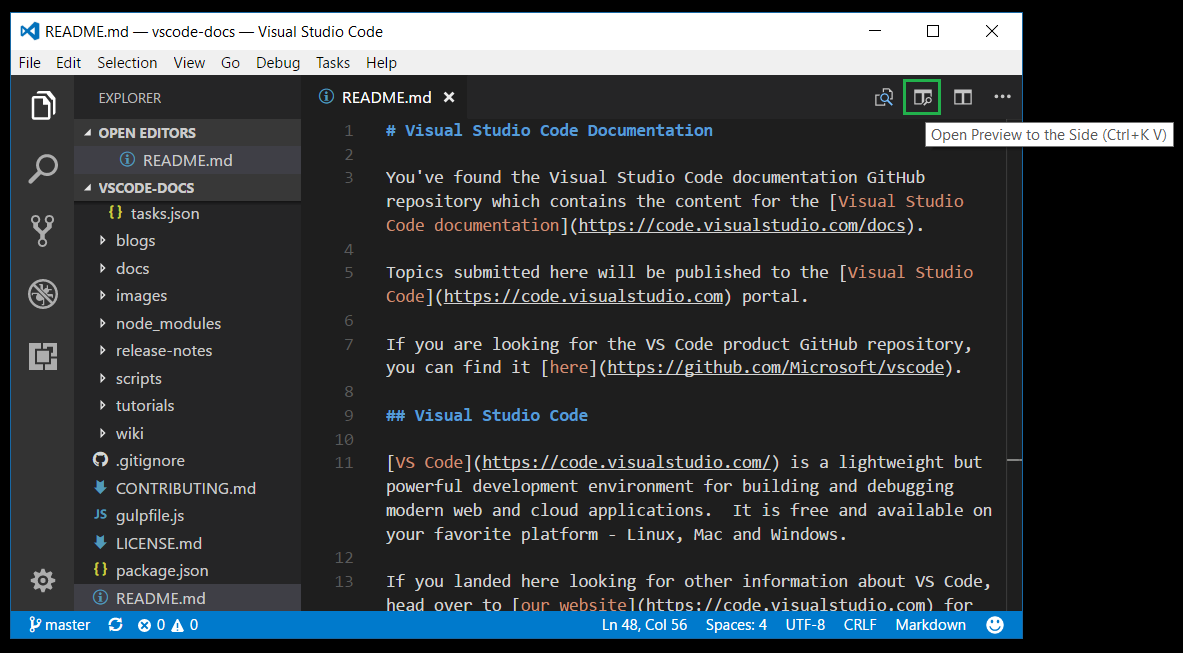 README.md — vscode-docs — Visual Studio Code
File Edit Selection View Go Debug Tasks Help
EXPLORER
OPEN EDITORS
README.md
VSCODE-DOCS
{} tasks.json
blogs
docs
images
node_modules
release-notes
scripts
tutorials
wiki
.gitignore
CONTRIBUTING.md
JS gulpfile.js
LICENSE.md
{} package.json
README.md
README.md
Open Preview to the Side (Ctrl+K V)
1 # Visual Studio Code Documentation
2
3 You've found the Visual Studio Code documentation GitHub
repository which contains the content for the [Visual Studio
Code documentation](https://code.visualstudio.com/docs).
4
5 Topics submitted here will be published to the [Visual Studio
Code](https://code.visualstudio.com) portal.
6
7 If you are looking for the VS Code product GitHub repository,
you can find it [here](https://github.com/Microsoft/vscode).
8
9 ## Visual Studio Code
10
11 [VS Code](https://code.visualstudio.com/) is a lightweight but
powerful development environment for building and debugging
modern web and cloud applications.  It is free and available on
your favorite platform - Linux, Mac and Windows.
12
13 If you landed here looking for other information about VS Code,
head over to [our website](https://code.visualstudio.com) for
master 0 0 Ln 48, Col 56 Spaces: 4 UTF-8 CRLF Markdown